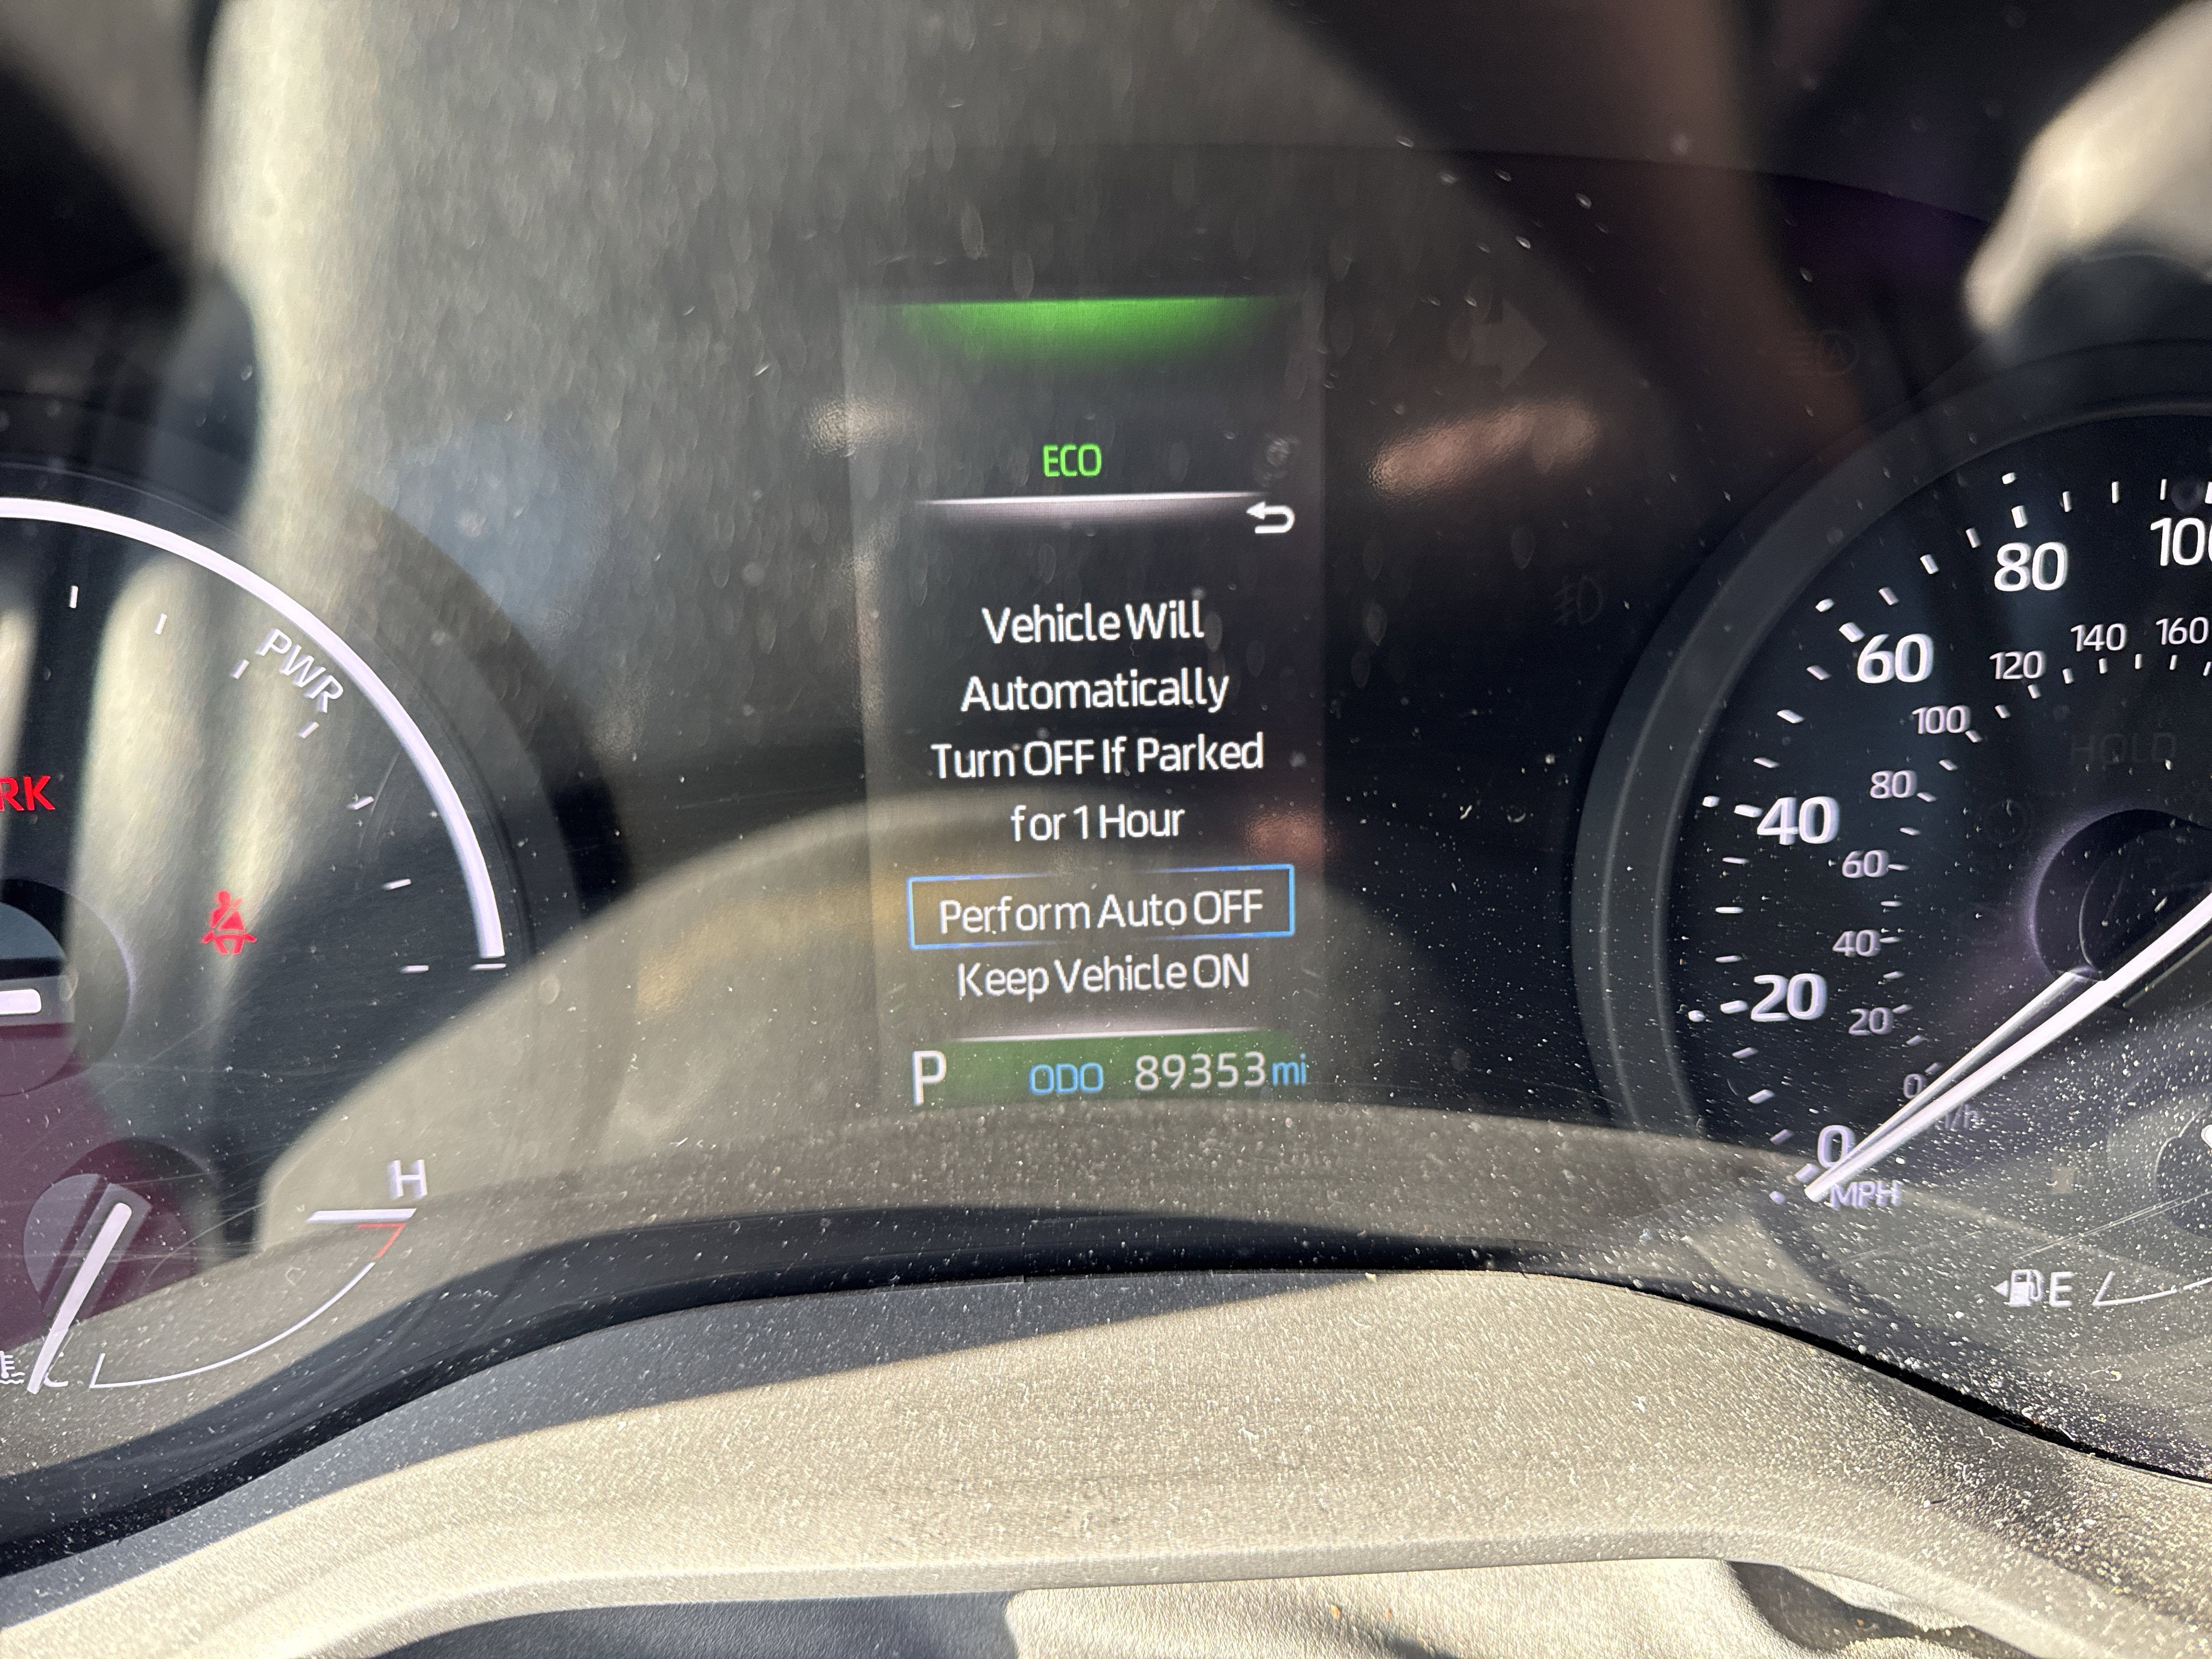 ECO
Vehicle Will
Automatically
Turn OFF If Parked
for 1 Hour
Perform Auto OFF
Keep Vehicle ON
P ODO 89353 mi
PWR
RK
H
80
60
40
20
0
MPH
160
140
120
100
80
60
40
20
0
HOLD
E